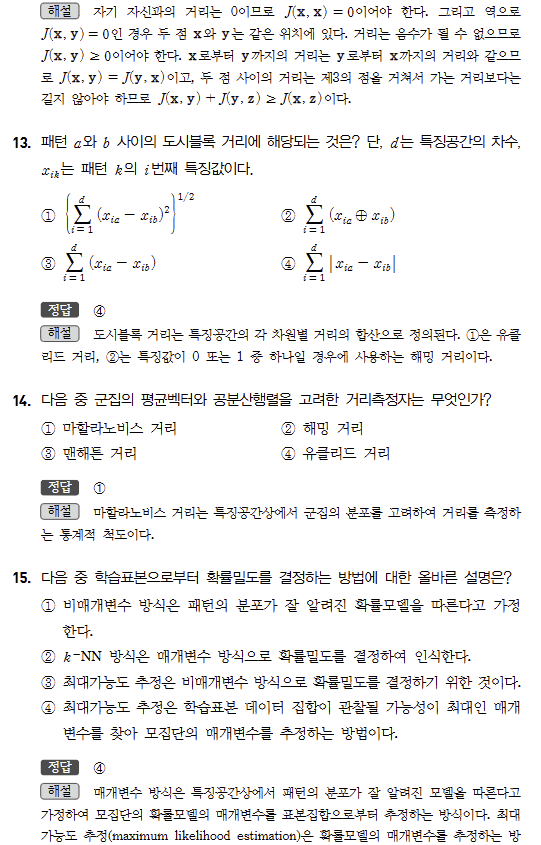 해설 자기 자신과의 거리는 0이므로 J(x, x) = 0이어야 한다. 그리고 역으로
J(x, y) = 0인 경우 두 점 x와 y는 같은 위치에 있다. 거리는 음수가 될 수 없으므로
J(x, y) ≥ 0이어야 한다. x로부터 y까지의 거리는 y로부터 x까지의 거리와 같으므
로 J(x, y) = J(y, x)이고, 두 점 사이의 거리는 제3의 점을 거쳐서 가는 거리보다는
길지 않아야 하므로 J(x, y) + J(y, z) ≥ J(x, z)이다.
13. 패턴 a와 b 사이의 도시블록 거리에 해당되는 것은? 단, d는 특징공간의 차수,
x_{ik}는 패턴 k의 i번째 특징값이다.
① {∑_{i=1}^{d} (x_{ia} − x_{ib})²}^{1/2} ② ∑_{i=1}^{d} (x_{ia} ⊕ x_{ib})
③ ∑_{i=1}^{d} (x_{ia} − x_{ib}) ④ ∑_{i=1}^{d} |x_{ia} − x_{ib}|
정답 ④
해설 도시블록 거리는 특징공간의 각 차원별 거리의 합산으로 정의된다. ①은 유클
리드 거리, ②는 특징값이 0 또는 1 중 하나일 경우에 사용하는 해밍 거리이다.
14. 다음 중 군집의 평균벡터와 공분산행렬을 고려한 거리측정자는 무엇인가?
① 마할라노비스 거리 ② 해밍 거리
③ 맨해튼 거리 ④ 유클리드 거리
정답 ①
해설 마할라노비스 거리는 특징공간상에서 군집의 분포를 고려하여 거리를 측정하
는 통계적 척도이다.
15. 다음 중 학습표본으로부터 확률밀도를 결정하는 방법에 대한 올바른 설명은?
① 비매개변수 방식은 패턴의 분포가 잘 알려진 확률모델을 따른다고 가정
한다.
② k-NN 방식은 매개변수 방식으로 확률밀도를 결정하여 인식한다.
③ 최대가능도 추정은 비매개변수 방식으로 확률밀도를 결정하기 위한 것이다.
④ 최대가능도 추정은 학습표본 데이터 집합이 관찰될 가능성이 최대인 매개
변수를 찾아 모집단의 매개변수를 추정하는 방법이다.
정답 ④
해설 매개변수 방식은 특징공간상에서 패턴의 분포가 잘 알려진 모델을 따른다고
가정하여 모집단의 확률모델의 매개변수를 표본집합으로부터 추정하는 방식이다. 최대
가능도 추정(maximum likelihood estimation)은 확률모델의 매개변수를 추정하는 방